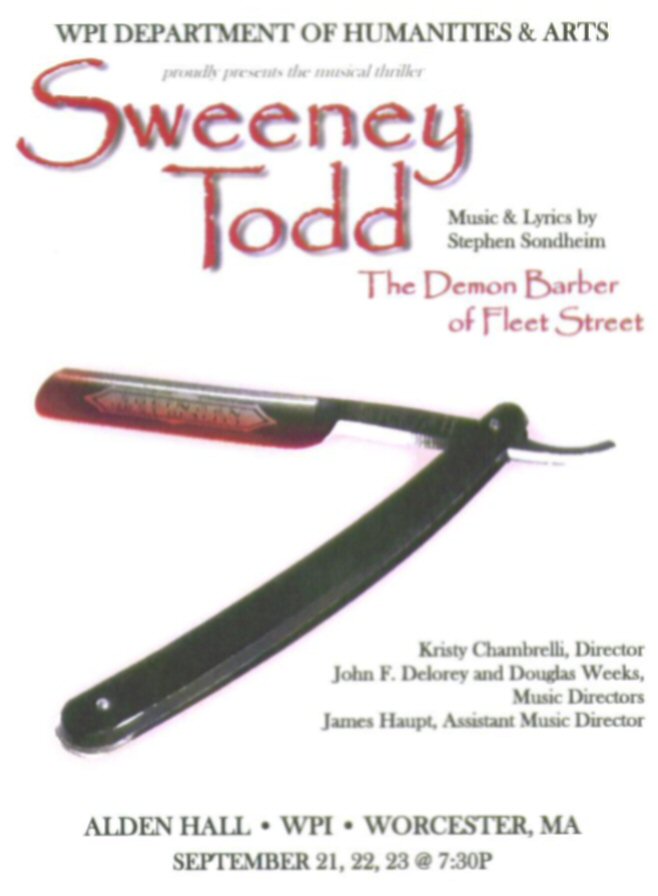 WPI DEPARTMENT OF HUMANITIES & ARTS
proudly presents the musical thriller
Sweeney
Todd
Music & Lyrics by
Stephen Sondheim
The Demon Barber
of Fleet Street
Kristy Chambrelli, Director
John F. Delorey and Douglas Weeks,
Music Directors
James Haupt, Assistant Music Director
ALDEN HALL • WPI • WORCESTER, MA
SEPTEMBER 21, 22, 23 @ 7:30P